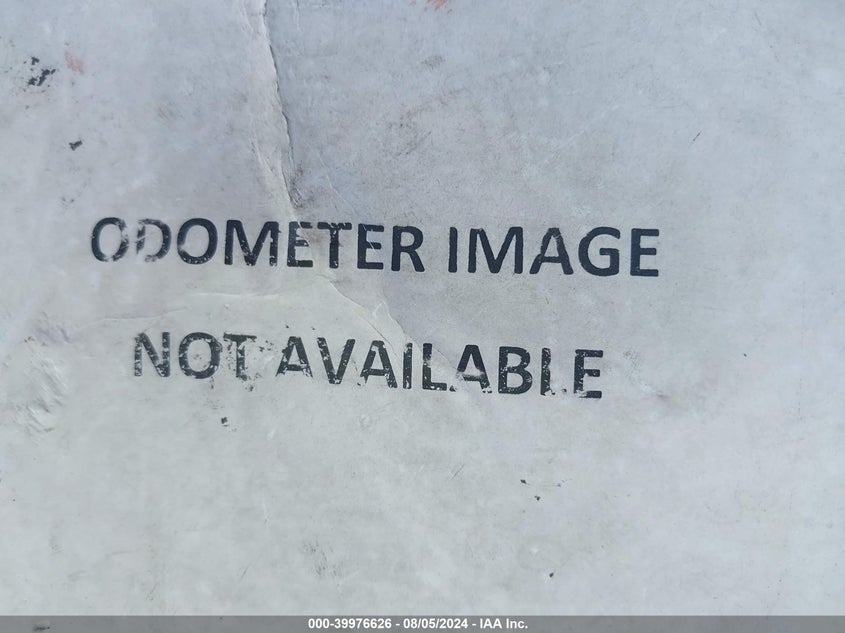 ODOMETER IMAGE
NOT AVAILABLE
000-39976626 - 08/05/2024 - IAA Inc.